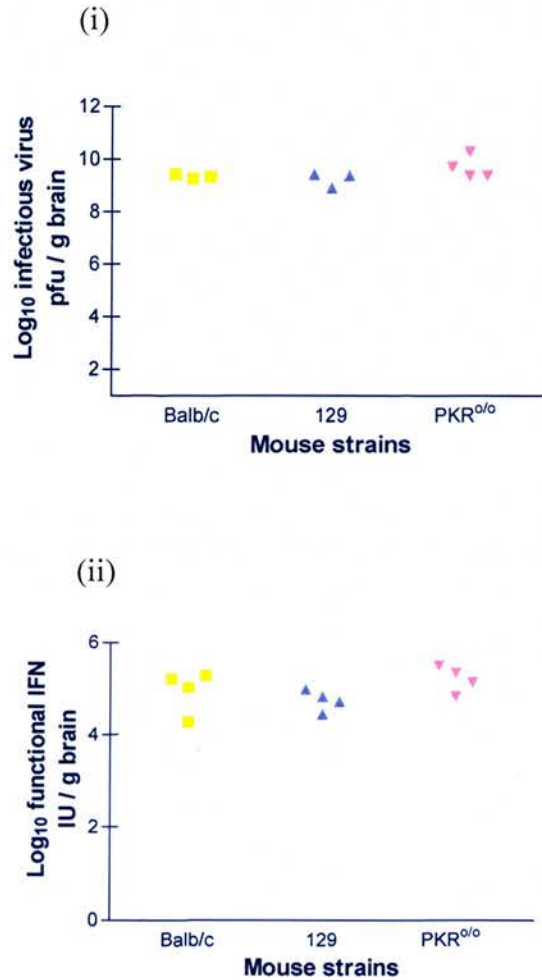 (i)
Log10 infectious virus
pfu / g brain
12
10
8
6
4
2
Balb/c 129 PKRo/o
Mouse strains
(ii)
Log10 functional IFN
IU / g brain
6
4
2
0
Balb/c 129 PKRo/o
Mouse strains